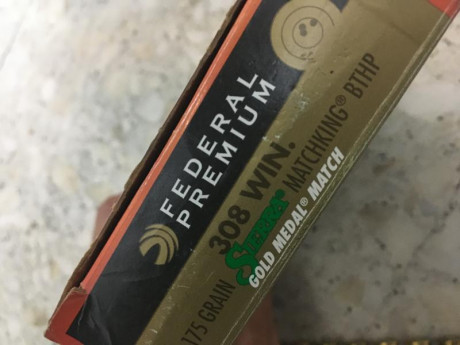 FEDERAL
PREMIUM
308 WIN.
175 GRAIN SIERRA® MATCHKING® BTHP
GOLD MEDAL® MATCH